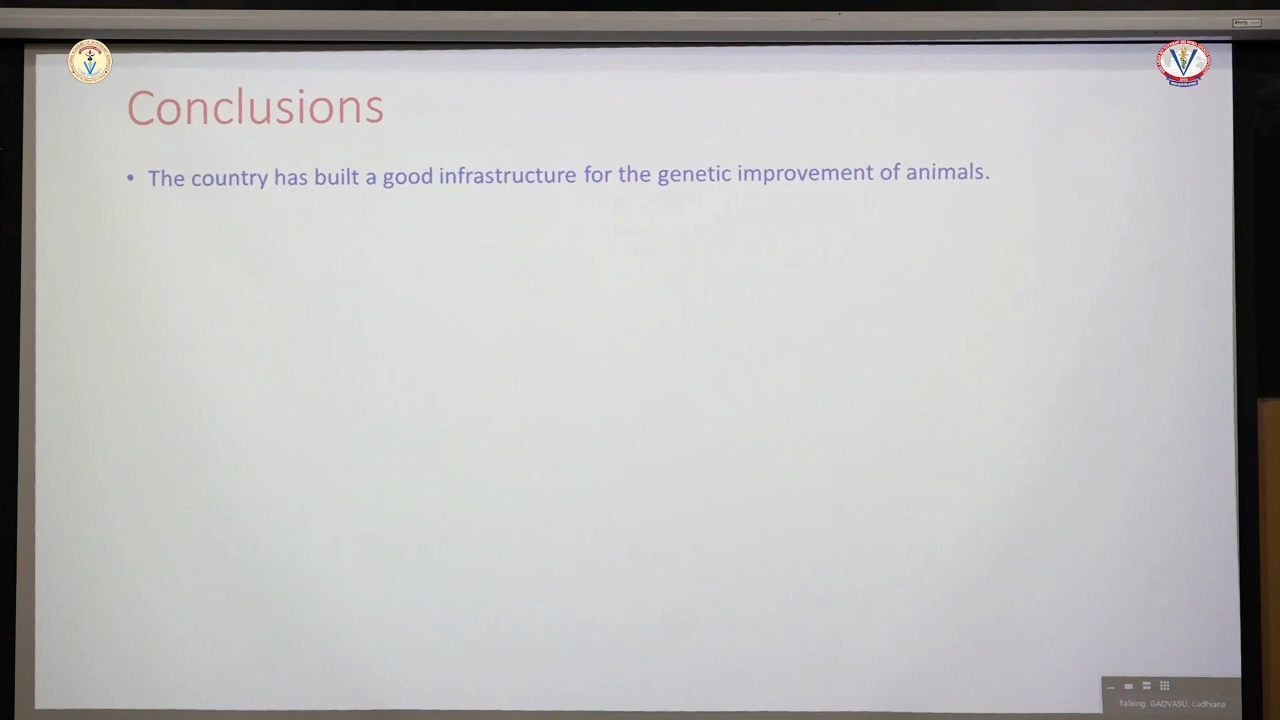 Conclusions
• The country has built a good infrastructure for the genetic improvement of animals.
Talking: GADVASU, Ludhiana